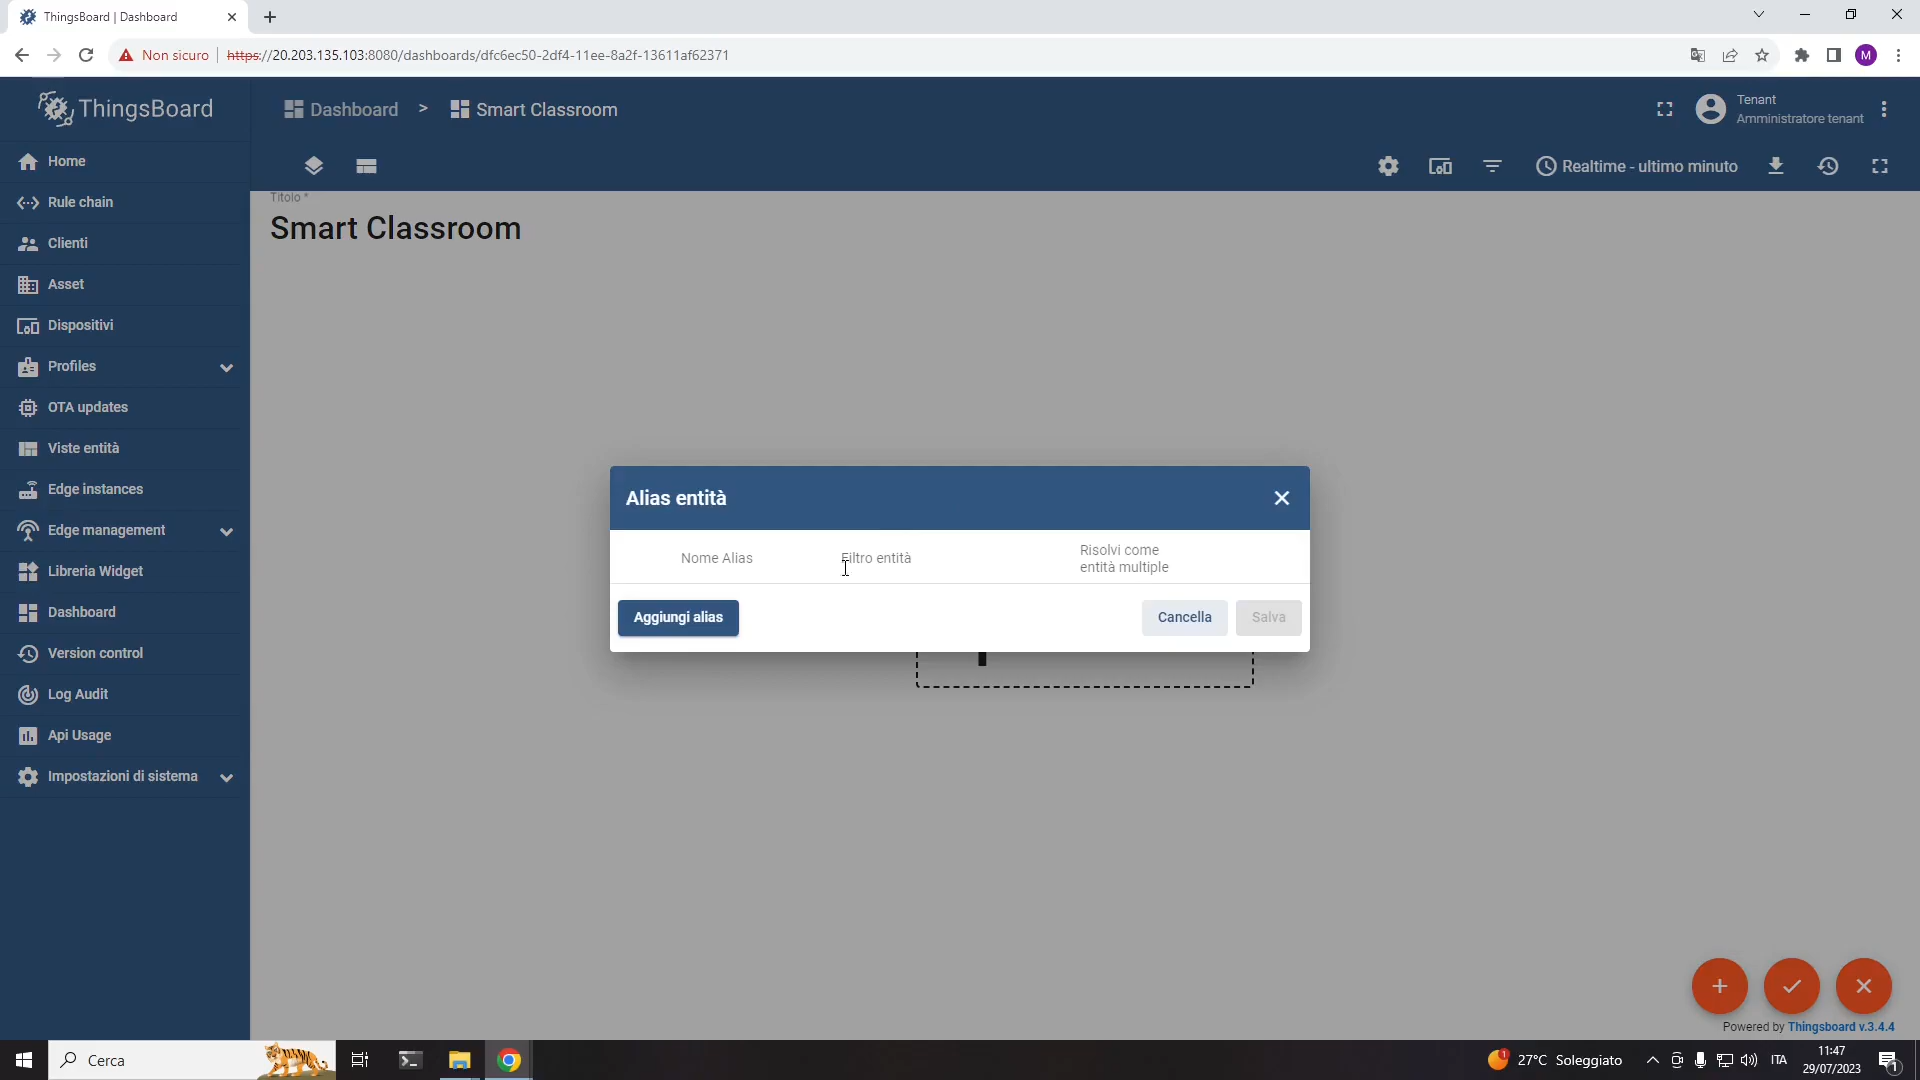 ThingsBoard | Dashboard
Non sicuro
https://20.203.135.103:8080/dashboards/dfc6ec50-2df4-11ee-8a2f-13611af62371
M
ThingsBoard
Dashboard > Smart Classroom
Tenant
Amministratore tenant
Realtime - ultimo minuto
Home
Rule chain
Clienti
Asset
Dispositivi
Profiles
OTA updates
Viste entità
Edge instances
Edge management
Libreria Widget
Dashboard
Version control
Log Audit
Api Usage
Impostazioni di sistema
Titolo *
Smart Classroom
Alias entità
Nome Alias
Filtro entità
Risolvi come
entità multiple
Aggiungi alias
Cancella
Salva
Powered by Thingsboard v.3.4.4
Cerca
1
27°C Soleggiato
ITA
11:47
29/07/2023
1